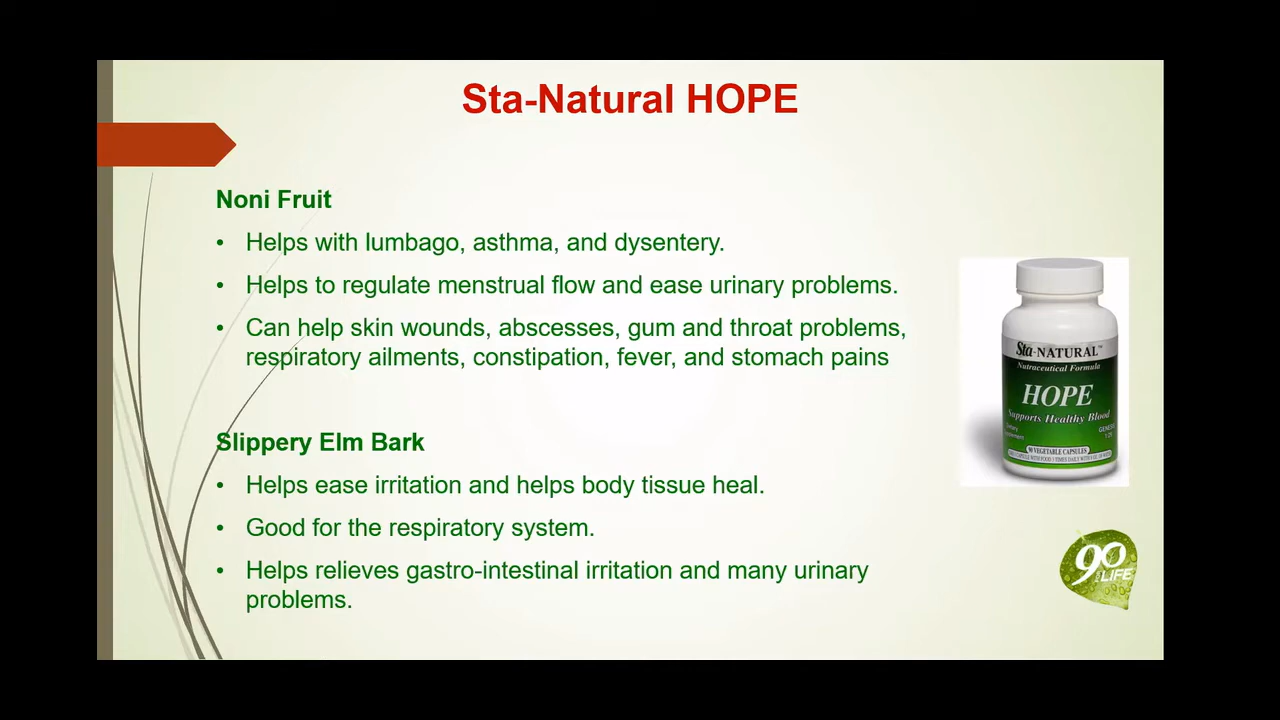 Sta-Natural HOPE
Noni Fruit
• Helps with lumbago, asthma, and dysentery.
• Helps to regulate menstrual flow and ease urinary problems.
• Can help skin wounds, abscesses, gum and throat problems,
respiratory ailments, constipation, fever, and stomach pains
Sta-NATURAL™
Nutraceutical Formula
HOPE
Supports Healthy Blood
Dietary
Supplement
90 VEGETABLE CAPSULES
Slippery Elm Bark
• Helps ease irritation and helps body tissue heal.
• Good for the respiratory system.
• Helps relieves gastro-intestinal irritation and many urinary
problems.
90
LIFE